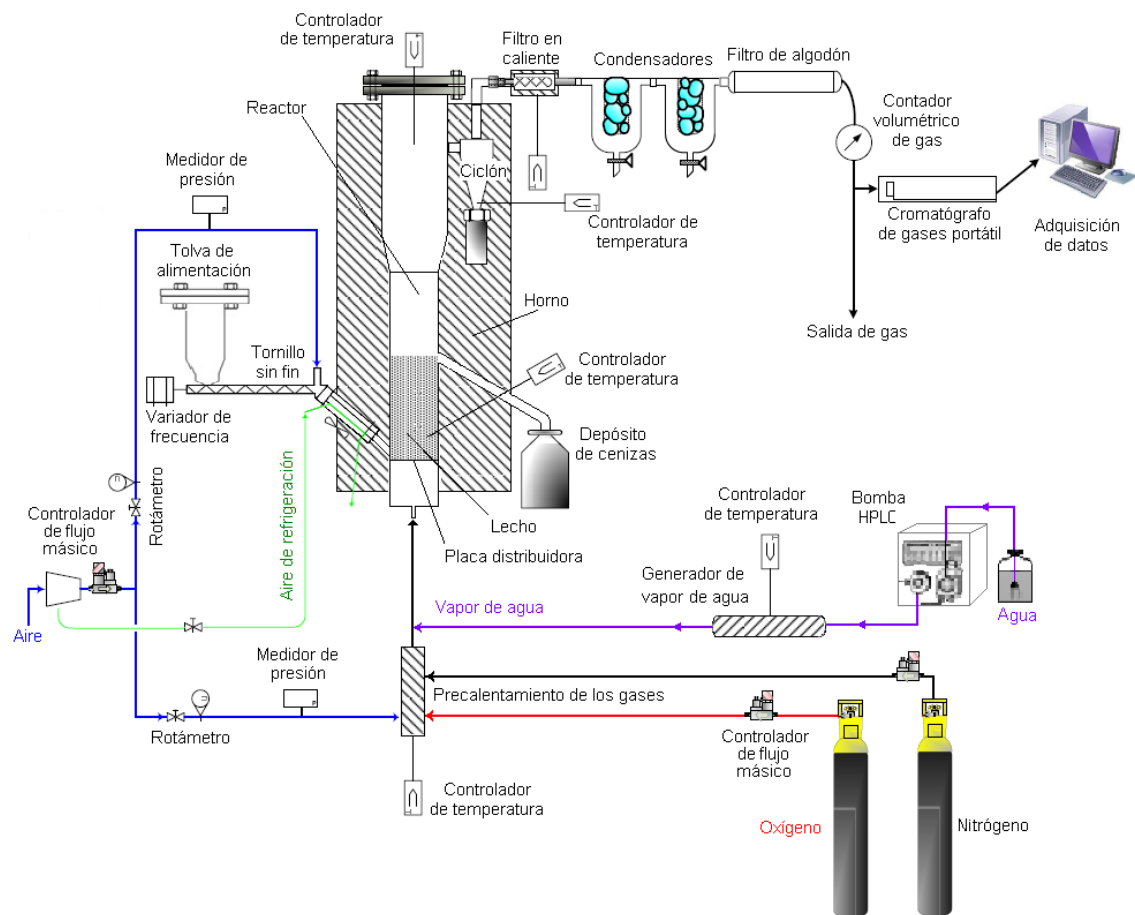 Controlador
de temperatura
Filtro en
caliente
Condensadores
Filtro de algodón
Reactor
Contador
volumétrico
de gas
Medidor de
presión
Ciclón
Controlador de
temperatura
Cromatógrafo
de gases portátil
Adquisición
de datos
Tolva de
alimentación
Horno
Salida de gas
Tornillo
sin fin
Controlador
de temperatura
Variador de
frecuencia
Depósito
de cenizas
Rotámetro
Aire de refrigeración
Controlador
de flujo
másico
Lecho
Placa distribuidora
Controlador
de temperatura
Bomba
HPLC
Generador de
vapor de agua
Vapor de agua
Agua
Aire
Medidor de
presión
Precalentamiento de los gases
Rotámetro
Controlador
de flujo
másico
Controlador
de temperatura
Oxígeno
Nitrógeno